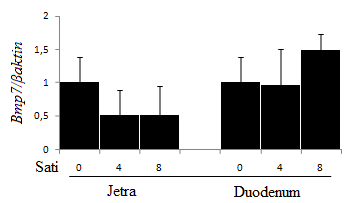 Bmp7/βaktin
2
1,5
1
0,5
0
Sati 0 4 8 0 4 8
Jetra Duodenum